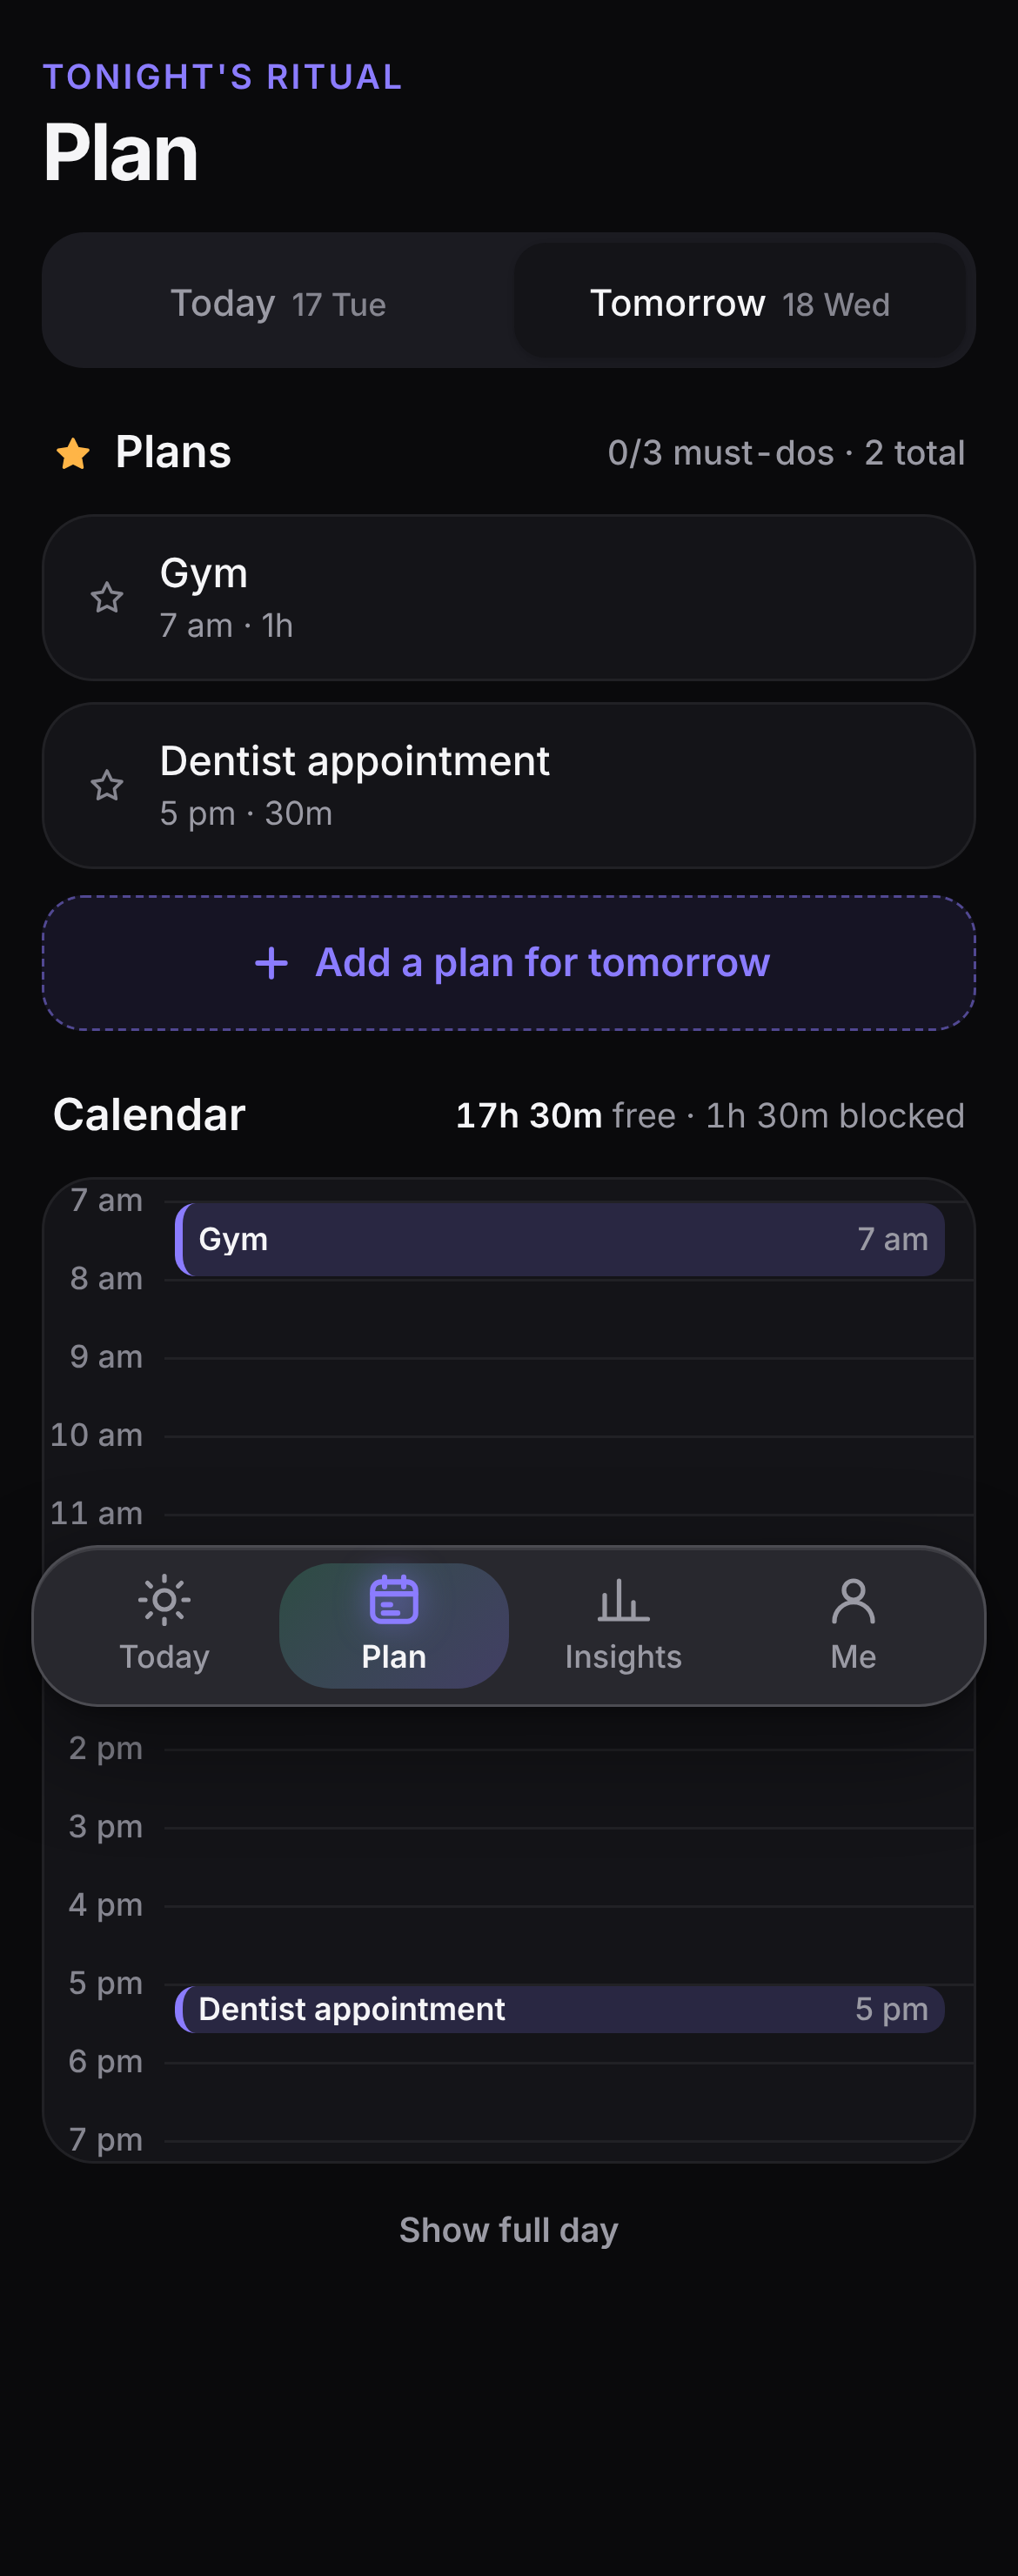 TONIGHT'S RITUAL
Plan
Today 17 Tue
Tomorrow 18 Wed
Plans
0/3 must-dos · 2 total
Gym
7 am · 1h
Dentist appointment
5 pm · 30m
+ Add a plan for tomorrow
Calendar
17h 30m free · 1h 30m blocked
7 am
Gym 7 am
8 am
9 am
10 am
11 am
Today
Plan
Insights
Me
2 pm
3 pm
4 pm
5 pm
Dentist appointment 5 pm
6 pm
7 pm
Show full day